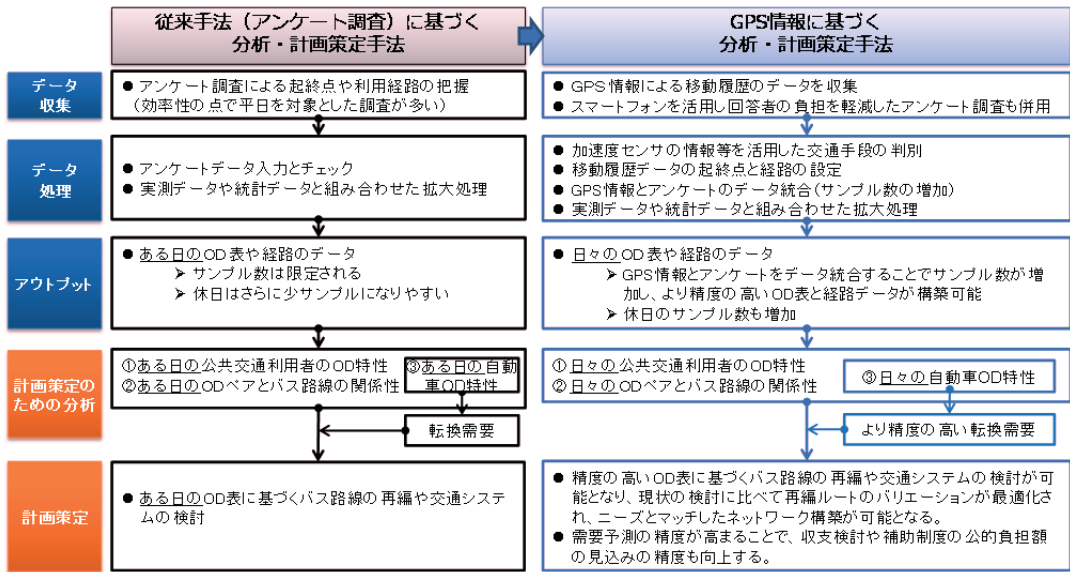 従来手法（アンケート調査）に基づく
分析・計画策定手法
GPS情報に基づく
分析・計画策定手法
データ
収集
● アンケート調査による起終点や利用経路の把握
（効率性の点で平日を対象とした調査が多い）
● GPS情報による移動履歴のデータを収集
● スマートフォンを活用し回答者の負担を軽減したアンケート調査も併用
データ
処理
● アンケートデータ入力とチェック
● 実測データや統計データと組み合わせた拡大処理
● 加速度センサの情報等を活用した交通手段の判別
● 移動履歴データの起終点と経路の設定
● GPS情報とアンケートのデータ統合（サンプル数の増加）
● 実測データや統計データと組み合わせた拡大処理
アウトプット
● ある日のOD表や経路のデータ
➤ サンプル数は限定される
➤ 休日はさらに少サンプルになりやすい
● 日々のOD表や経路のデータ
➤ GPS情報とアンケートをデータ統合することでサンプル数が増
加し、より精度の高いOD表と経路データが構築可能
➤ 休日のサンプル数も増加
計画策定の
ための分析
①ある日の公共交通利用者のOD特性
②ある日のODペアとバス路線の関係性
③ある日の自動
車OD特性
転換需要
①日々の公共交通利用者のOD特性
②日々のODペアとバス路線の関係性
③日々の自動車OD特性
より精度の高い転換需要
計画策定
● ある日のOD表に基づくバス路線の再編や交通システ
ムの検討
● 精度の高いOD表に基づくバス路線の再編や交通システムの検討が可
能となり、現状の検討に比べて再編ルートのバリエーションが最適化さ
れ、ニーズとマッチしたネットワーク構築が可能となる。
● 需要予測の精度が高まることで、収支検討や補助制度の公的負担額
の見込みの精度も向上する。